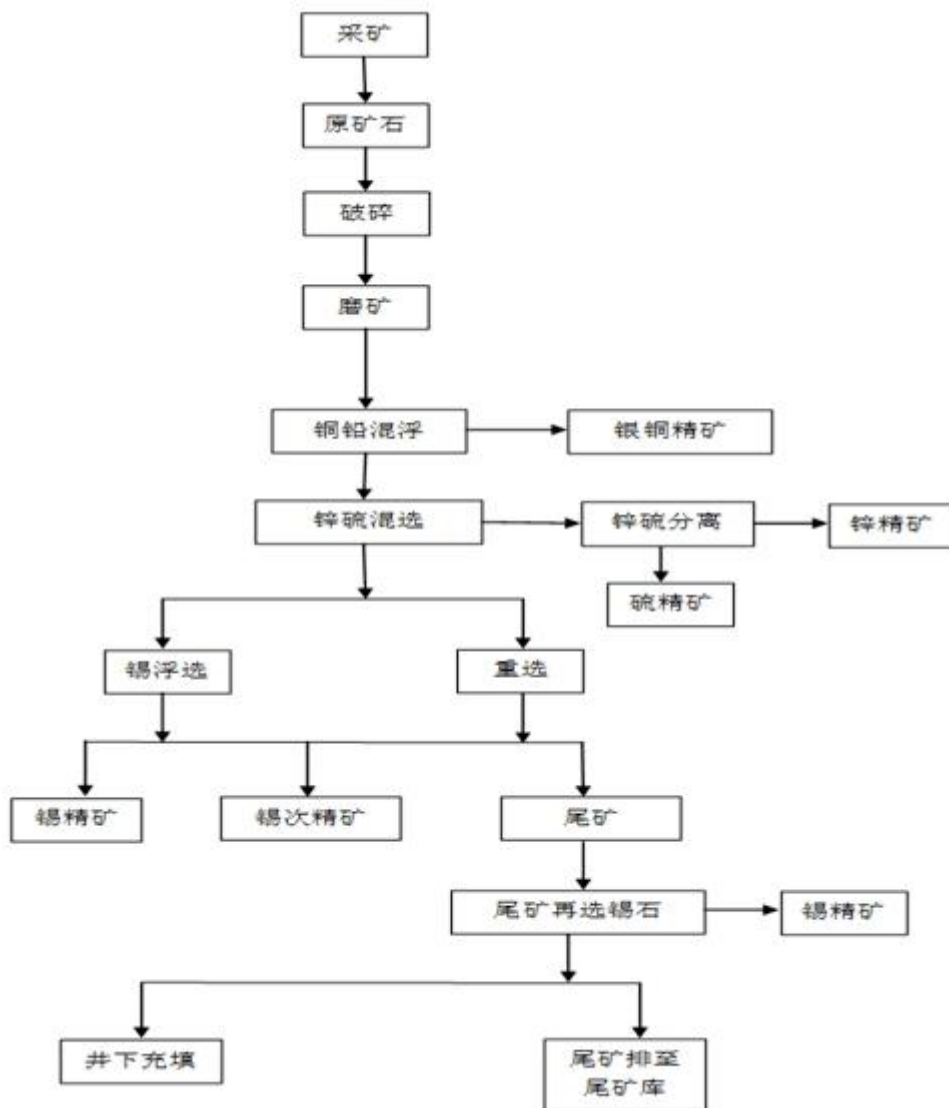 采矿
原矿石
破碎
磨矿
铜铅混浮
银铜精矿
锌硫混选
锌硫分离
锌精矿
硫精矿
锡浮选
重选
锡精矿
锡次精矿
尾矿
尾矿再选锡石
锡精矿
井下充填
尾矿排至
尾矿库